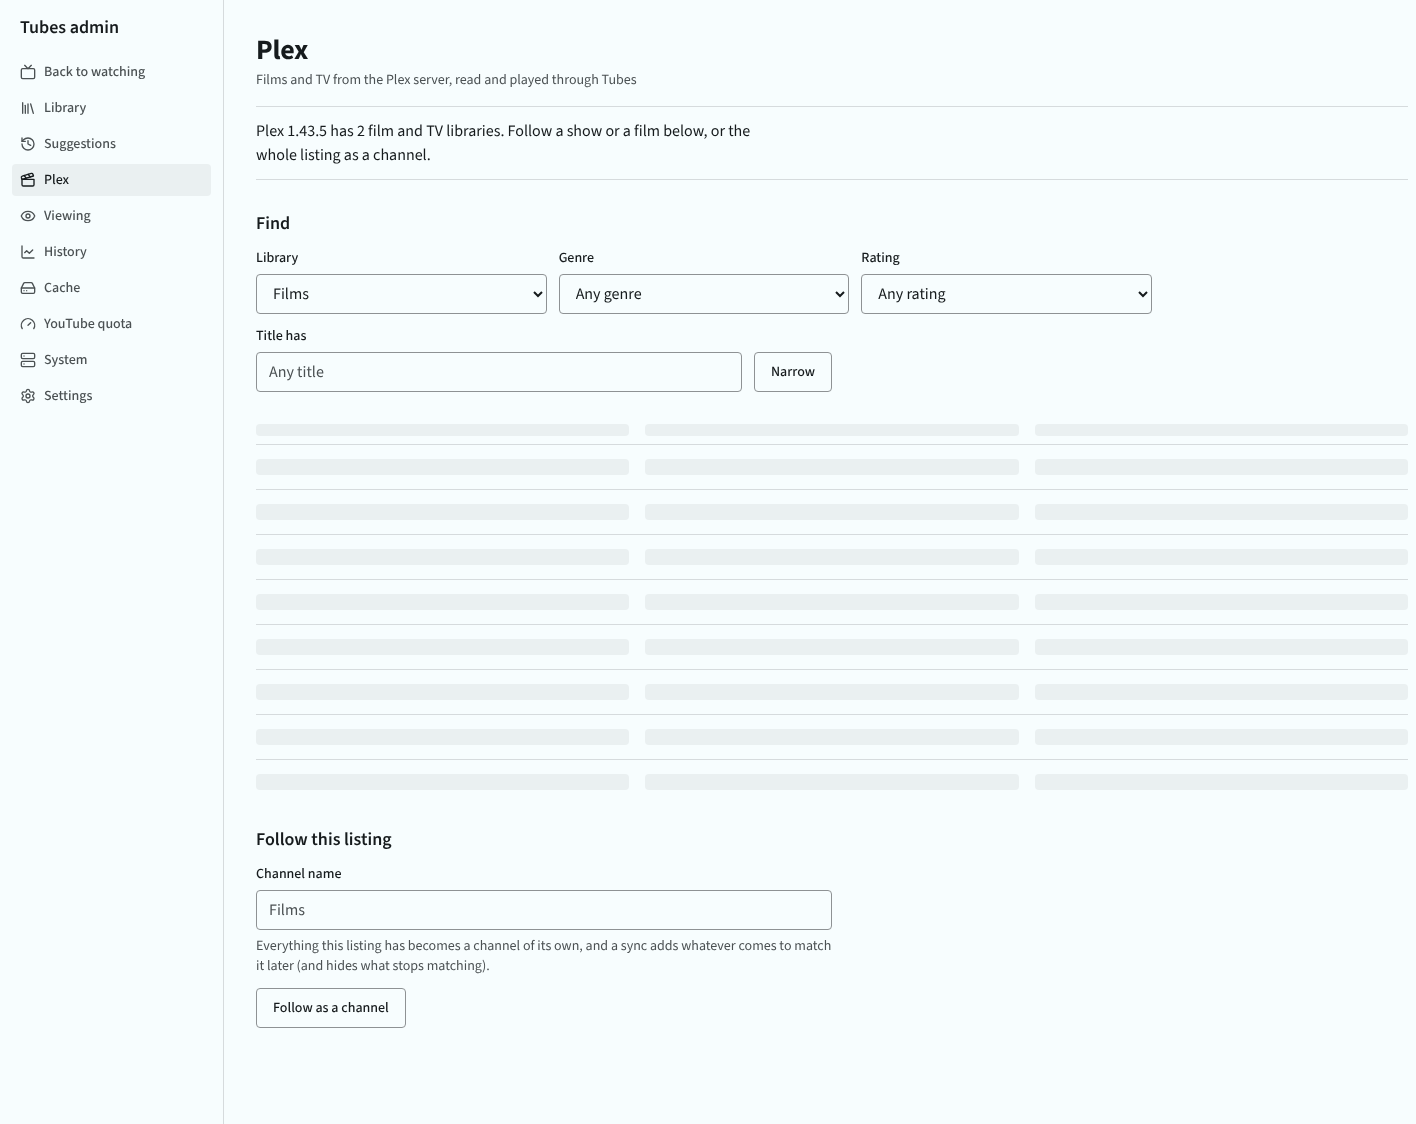 Tubes admin
Back to watching
Library
Suggestions
Plex
Viewing
History
Cache
YouTube quota
System
Settings
Plex
Films and TV from the Plex server, read and played through Tubes
Plex 1.43.5 has 2 film and TV libraries. Follow a show or a film below, or the
whole listing as a channel.
Find
Library
Genre
Rating
Films
Any genre
Any rating
Title has
Any title
Narrow
Follow this listing
Channel name
Films
Everything this listing has becomes a channel of its own, and a sync adds whatever comes to match
it later (and hides what stops matching).
Follow as a channel